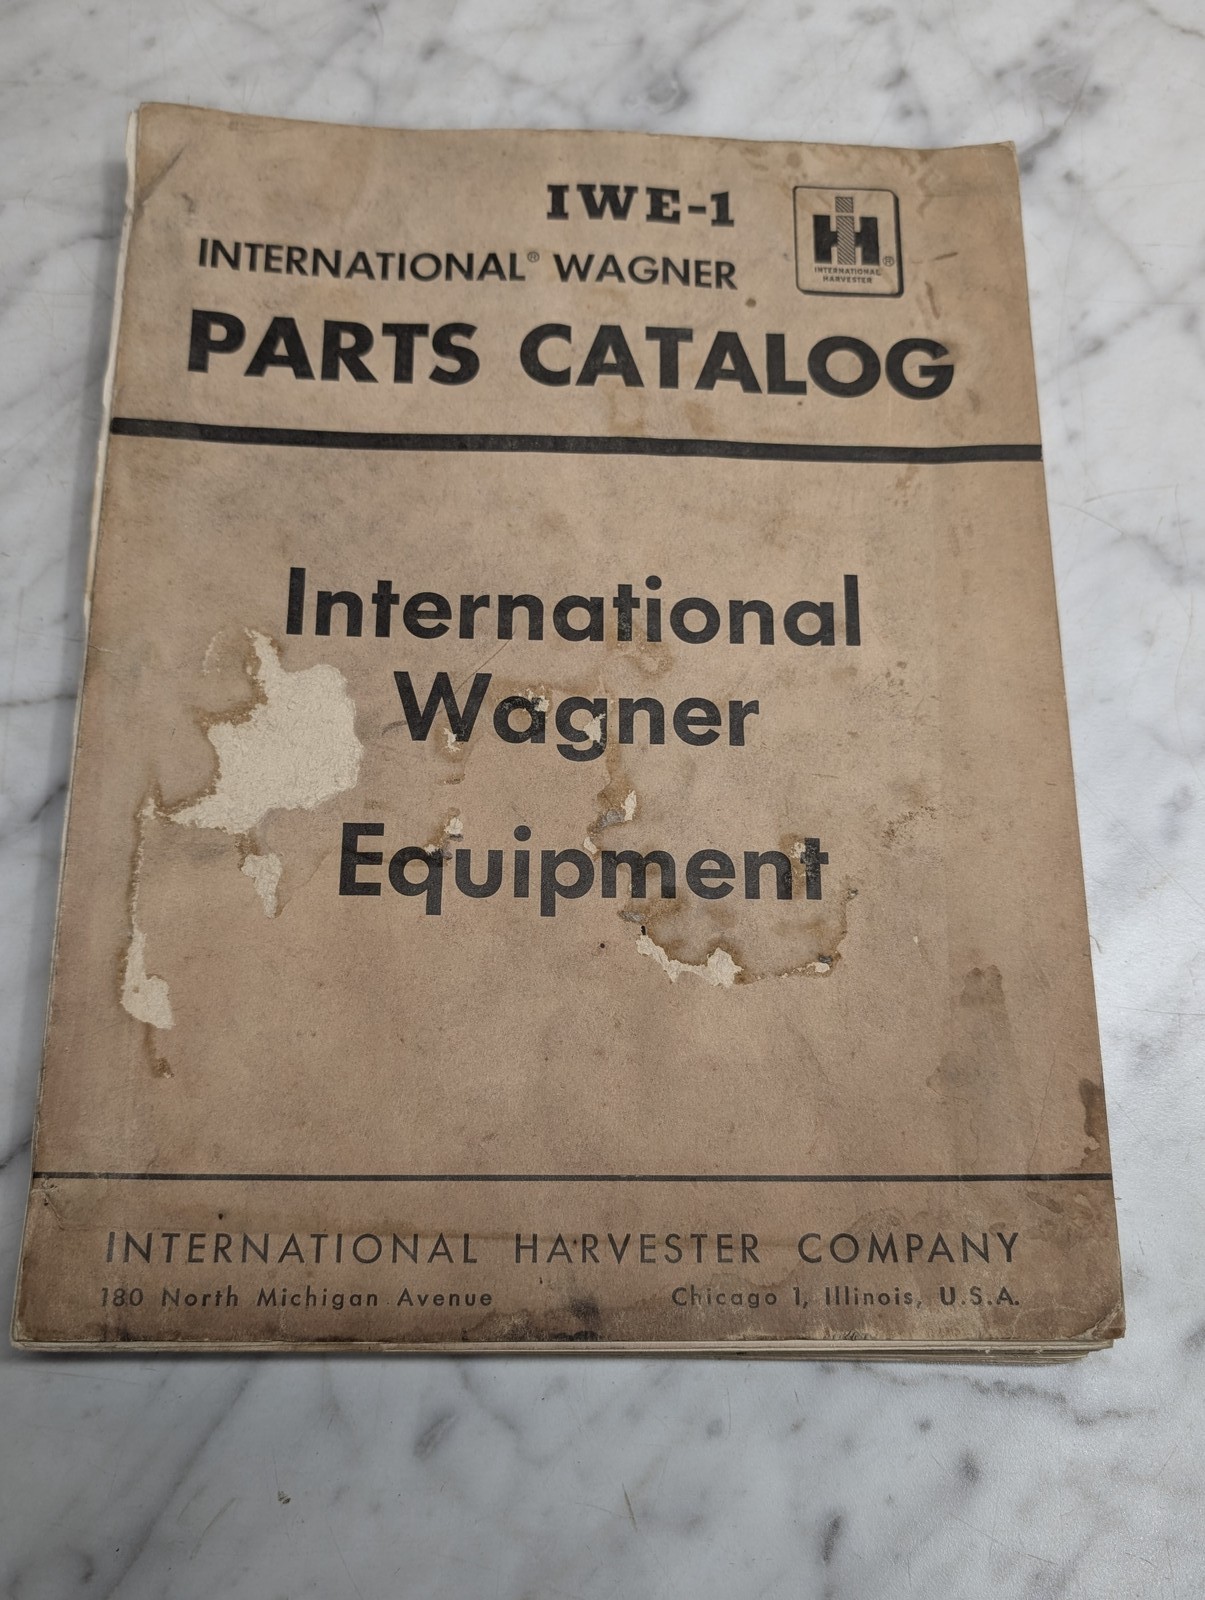 IWE-1
INTERNATIONAL® WAGNER
IH ®
INTERNATIONAL
HARVESTER
PARTS CATALOG
International
Wagner
Equipment
INTERNATIONAL HARVESTER COMPANY
180 North Michigan Avenue Chicago 1, Illinois, U.S.A.